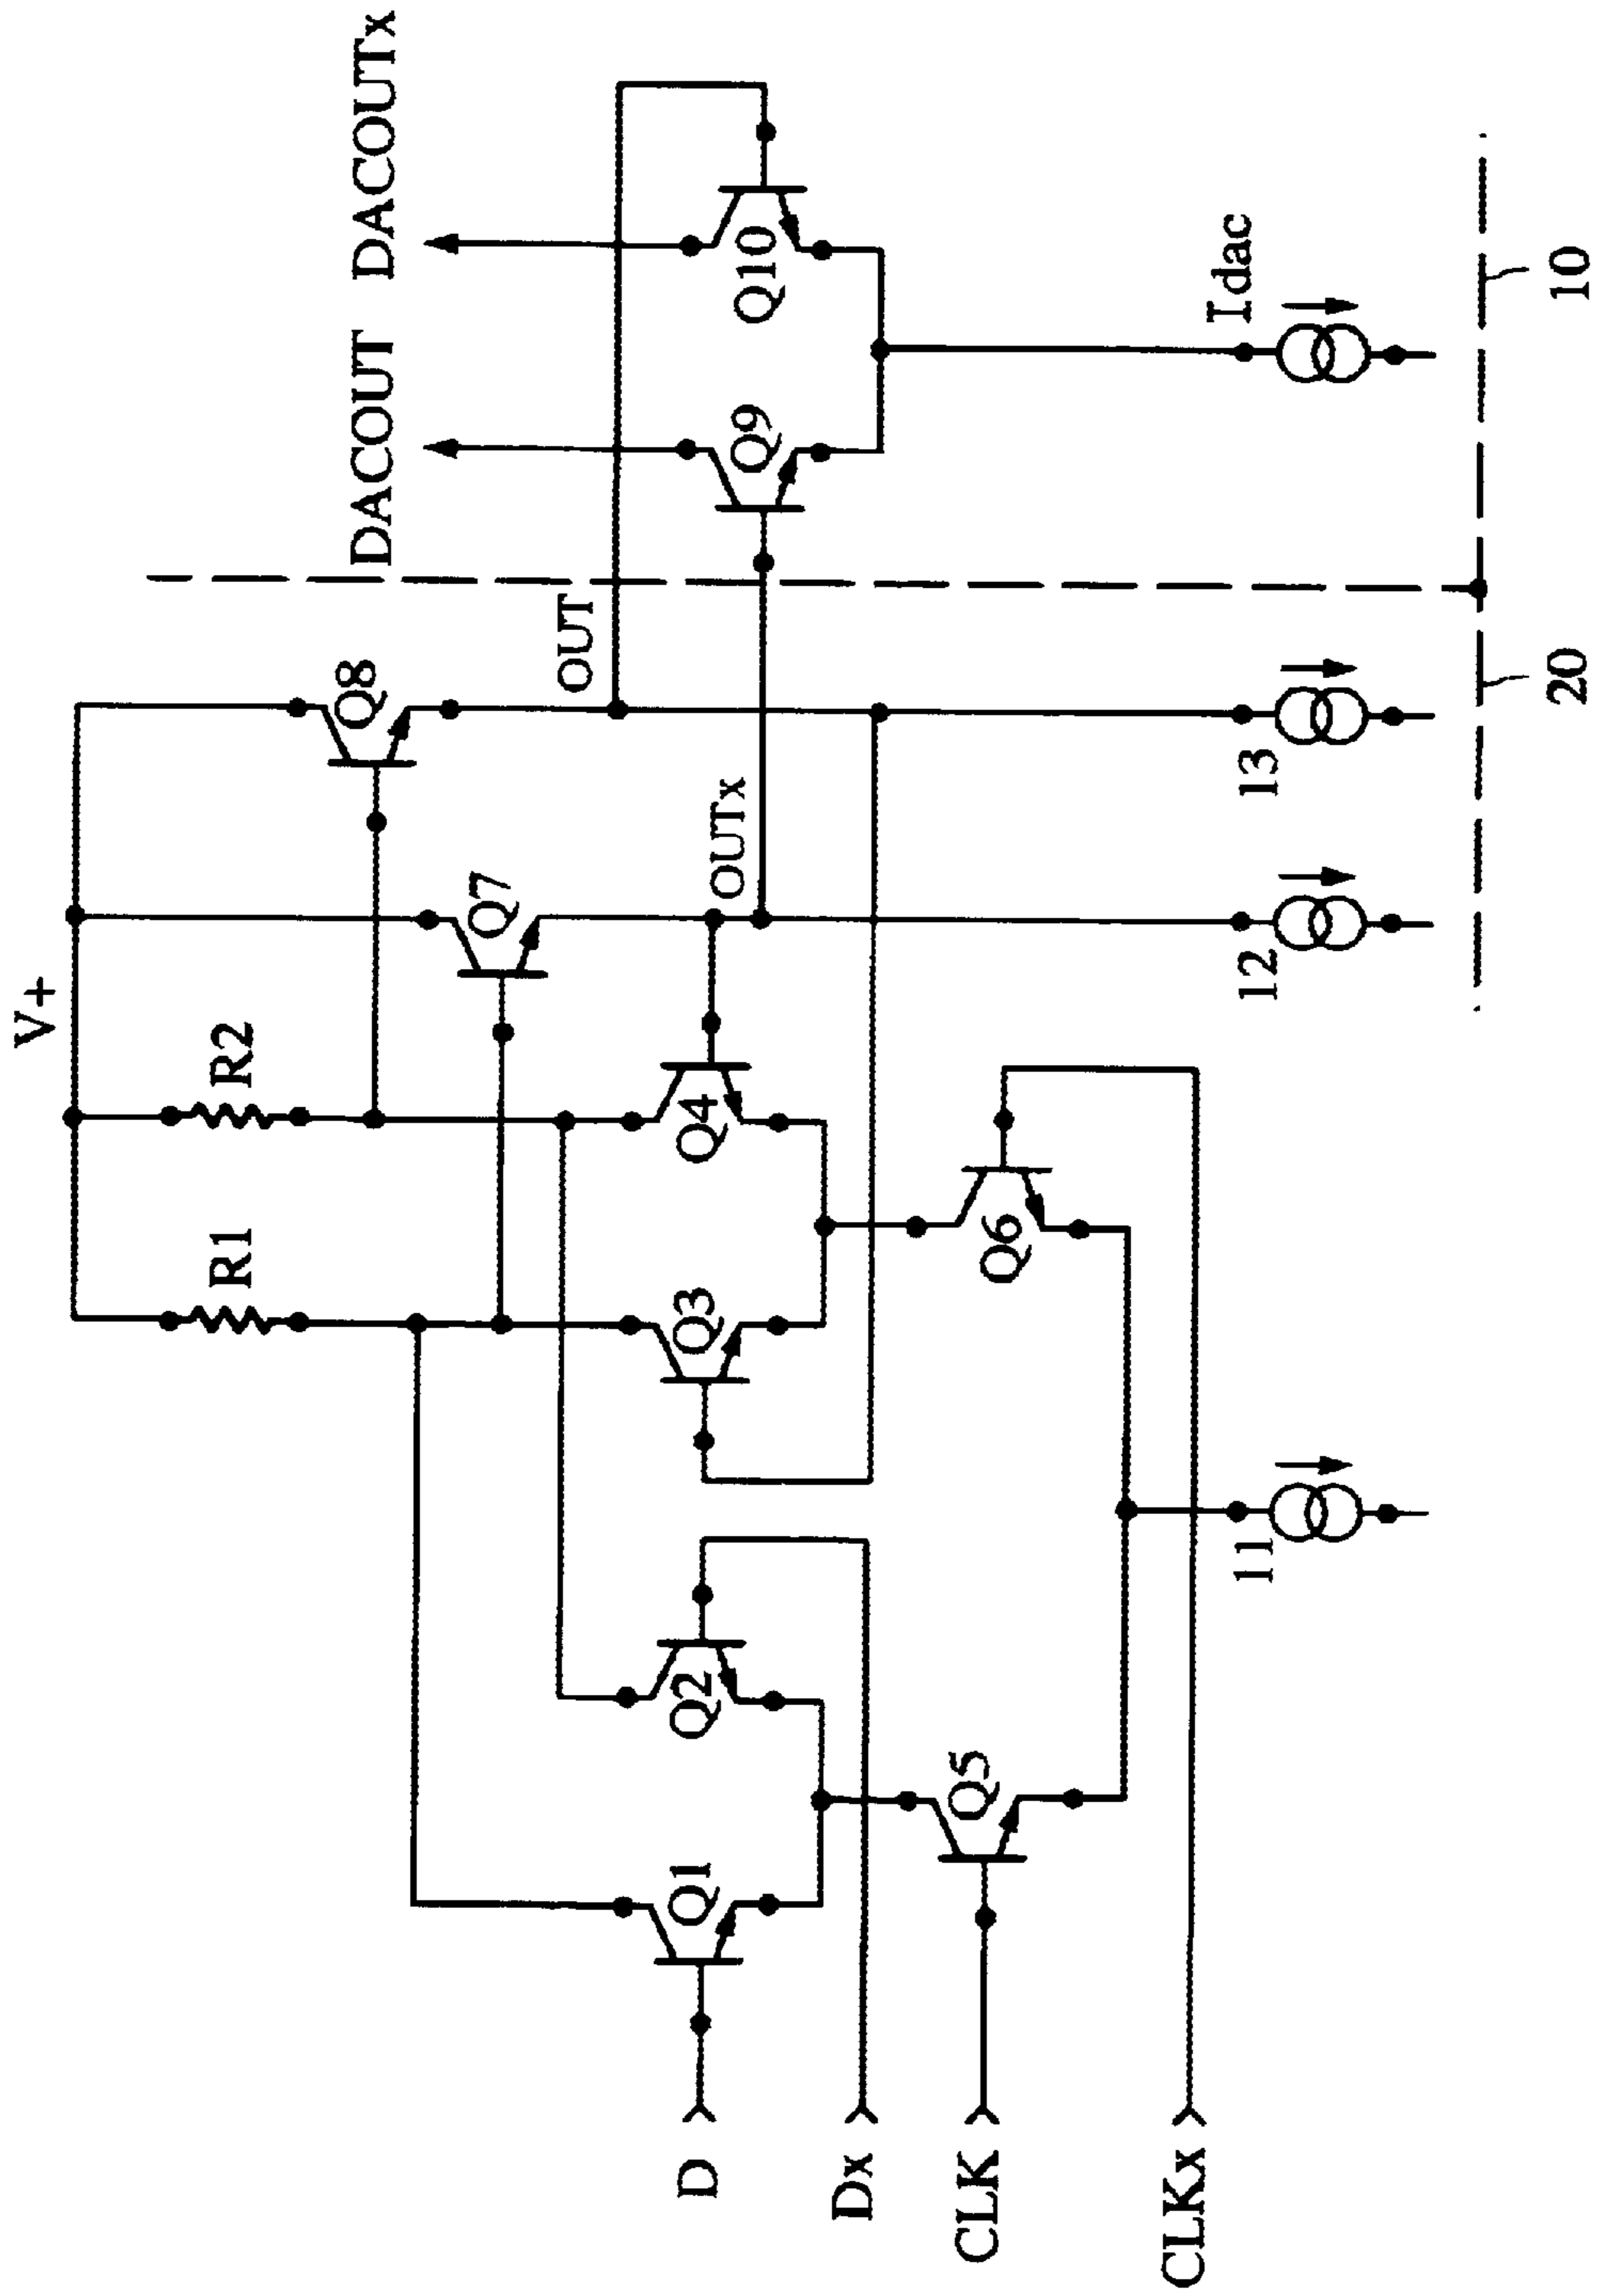 V+
R1
R2
DACOUT
DACOUTx
Q8
Q7
OUT
OUTx
D
Q1
Q2
Q3
Q4
Q9
Q10
Dx
CLK
Q5
Q6
CLKx
11
12
13
Idac
20
10